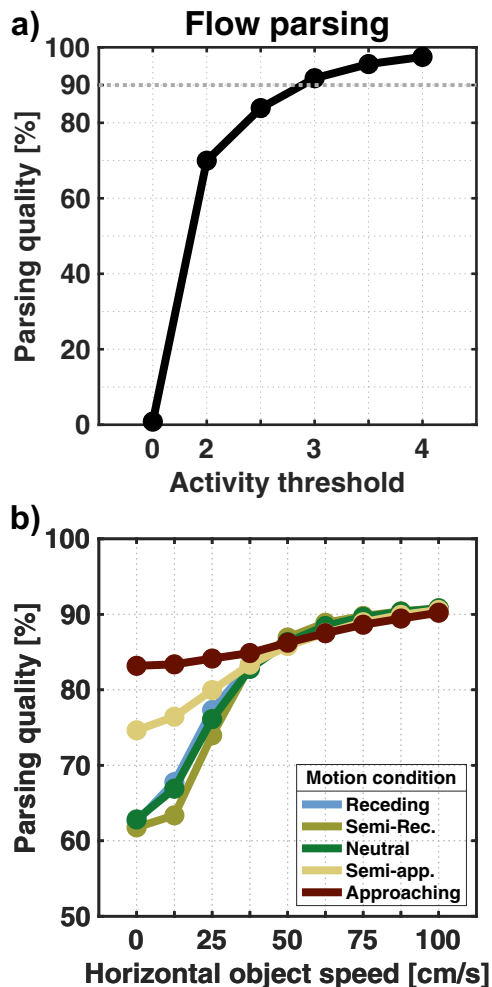 a)
Flow parsing
Parsing quality [%]
100
90
80
60
40
20
0
0 2 3 4
Activity threshold
b)
Parsing quality [%]
100
90
80
70
60
50
Motion condition
Receding
Semi-Rec.
Neutral
Semi-app.
Approaching
0 25 50 75 100
Horizontal object speed [cm/s]